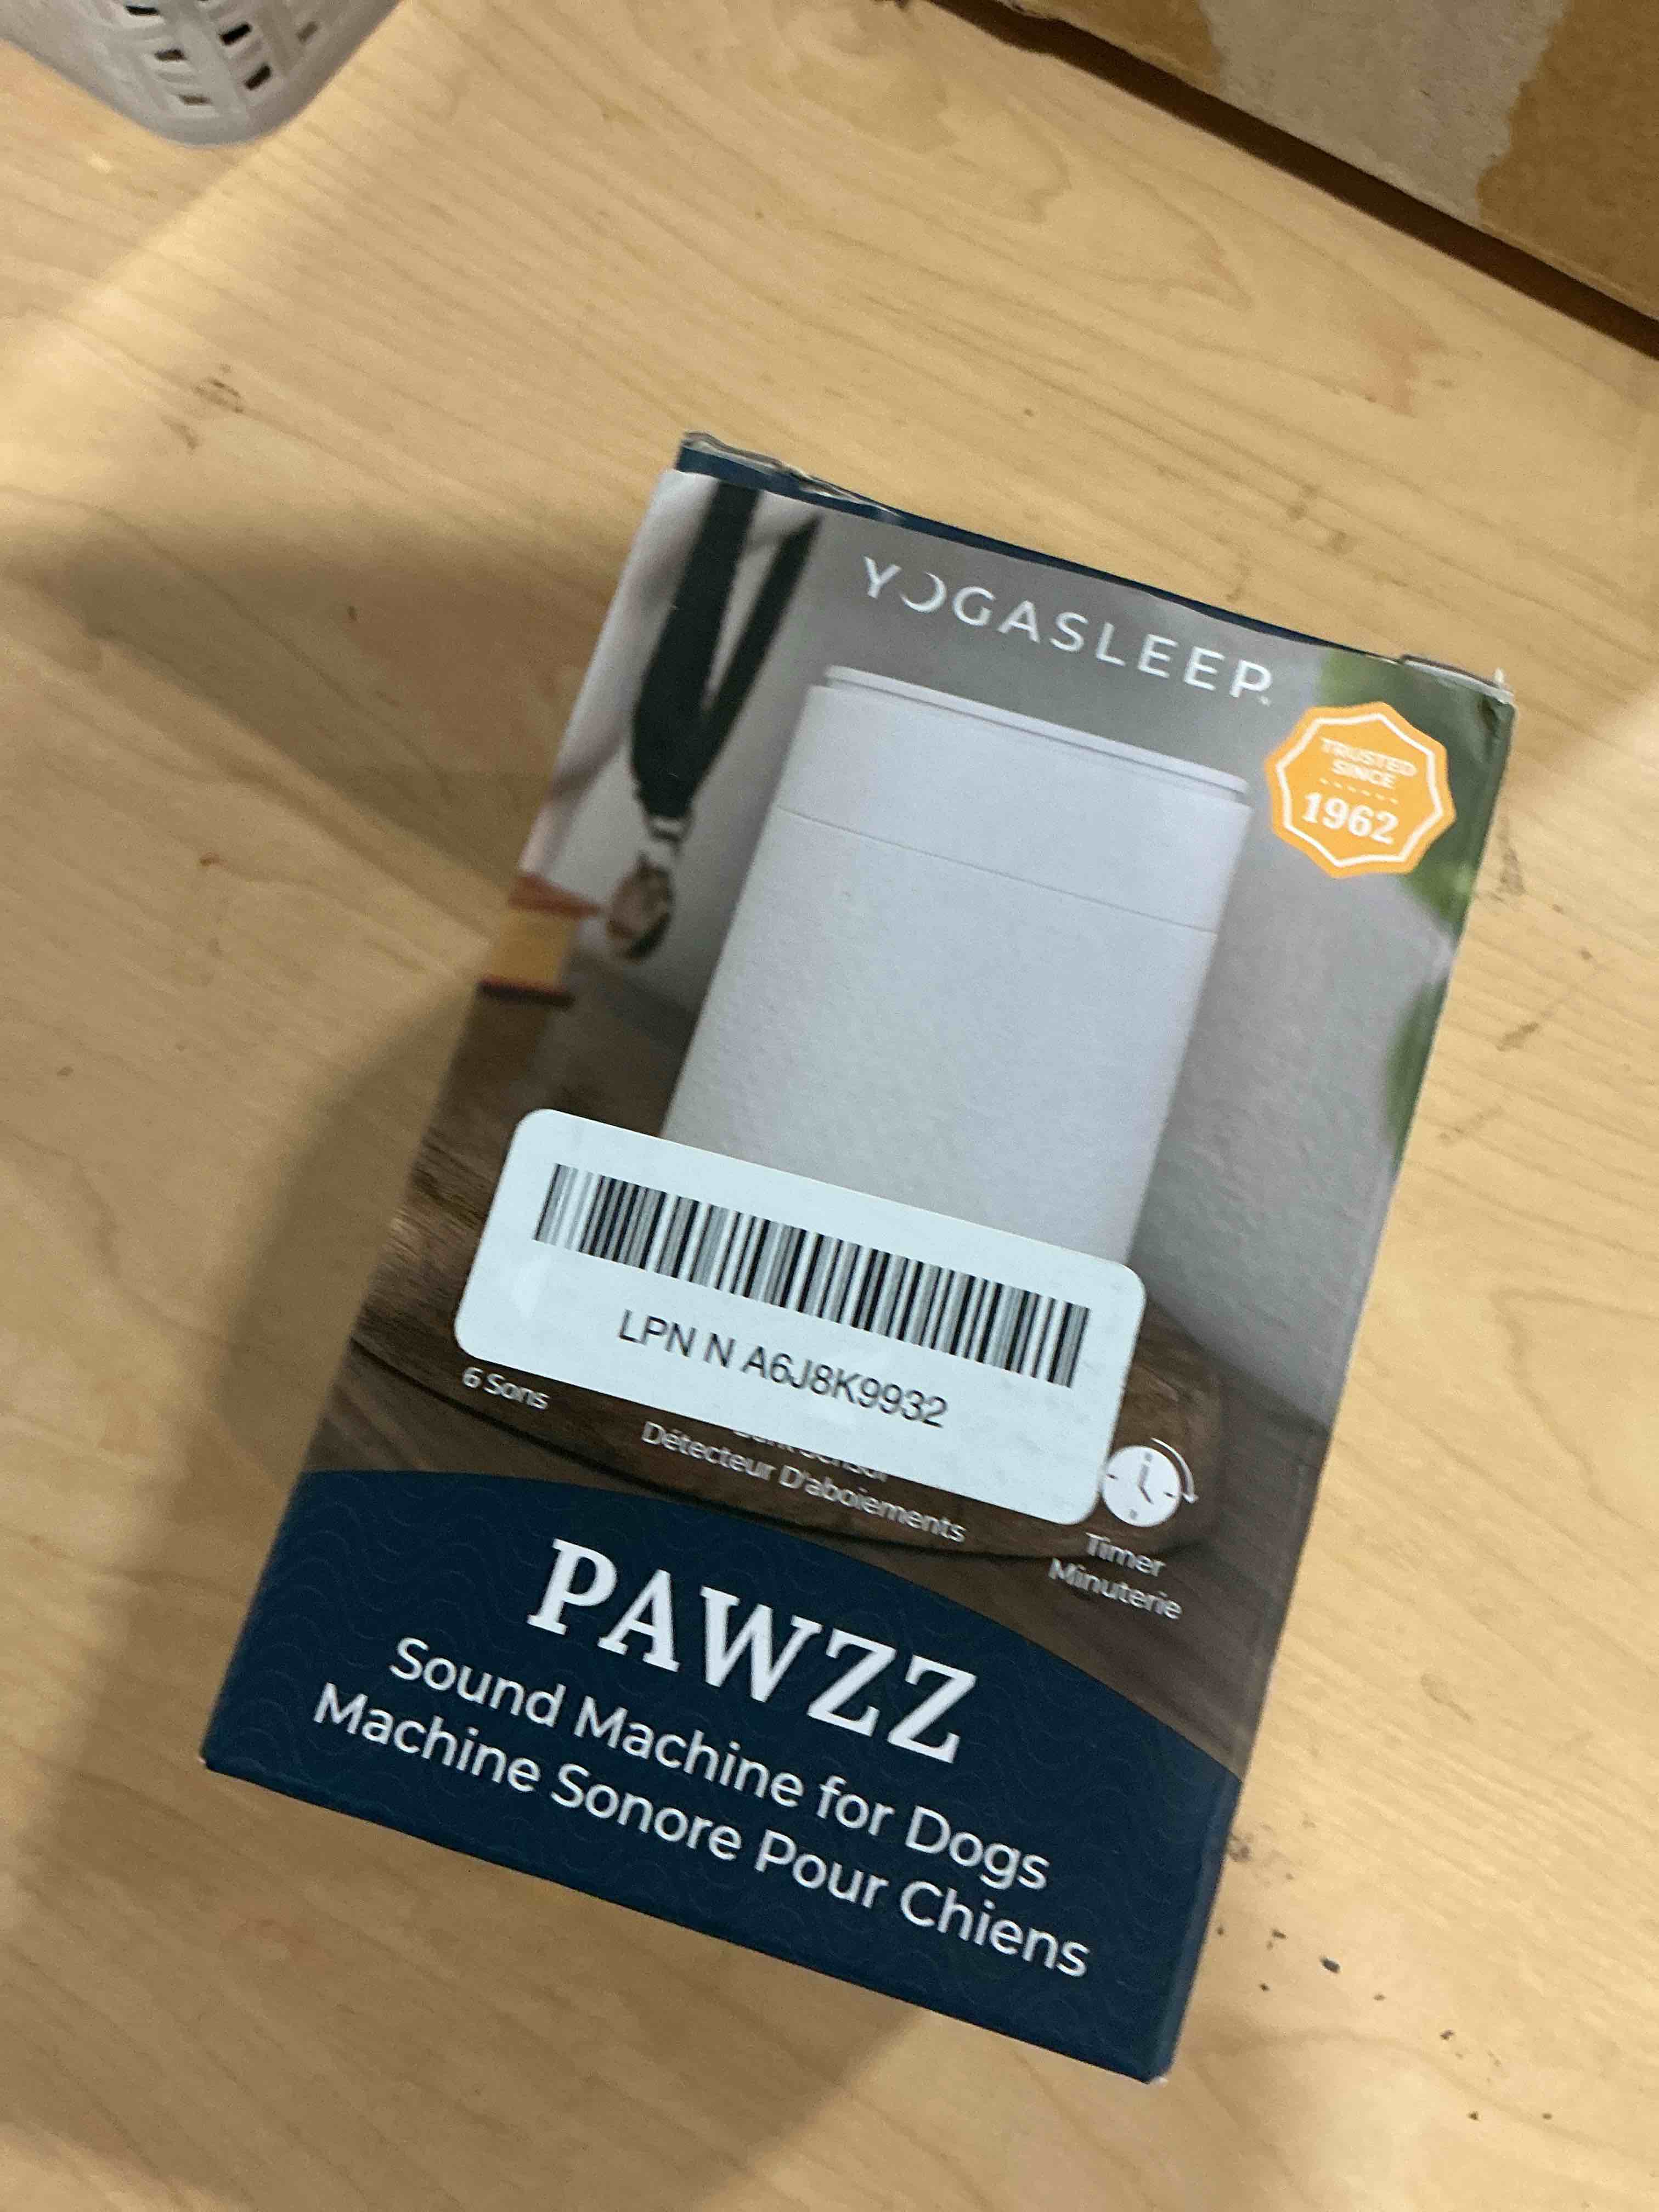 YOGASLEEP
TRUSTED
SINCE
1962
LPN N A6J8K9932
6 Sons
Détecteur D'aboiements
Timer
Minuterie
PAWZZ
Sound Machine for Dogs
Machine Sonore Pour Chiens